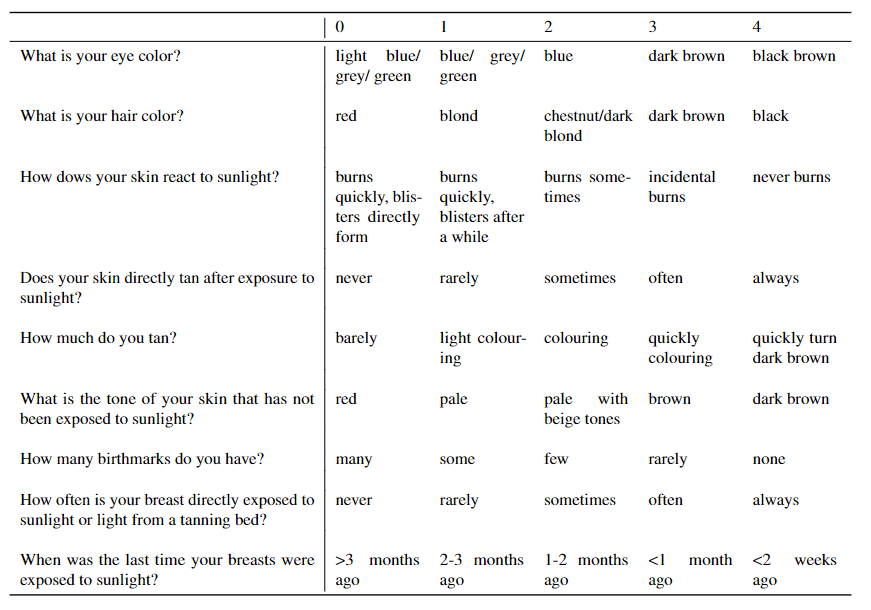 0 1 2 3 4
What is your eye color? light blue/ blue/ grey/ blue dark brown black brown
grey/ green green
What is your hair color? red blond chestnut/dark dark brown black
blond
How dows your skin react to sunlight? burns burns burns some- incidental never burns
quickly, blis- quickly, times burns
ters directly blisters after
form a while
Does your skin directly tan after exposure to never rarely sometimes often always
sunlight?
How much do you tan? barely light colour- colouring quickly quickly turn
ing colouring dark brown
What is the tone of your skin that has not red pale pale with brown dark brown
been exposed to sunlight? beige tones
How many birthmarks do you have? many some few rarely none
How often is your breast directly exposed to never rarely sometimes often always
sunlight or light from a tanning bed?
When was the last time your breasts were >3 months 2-3 months 1-2 months <1 month <2 weeks
exposed to sunlight? ago ago ago ago ago